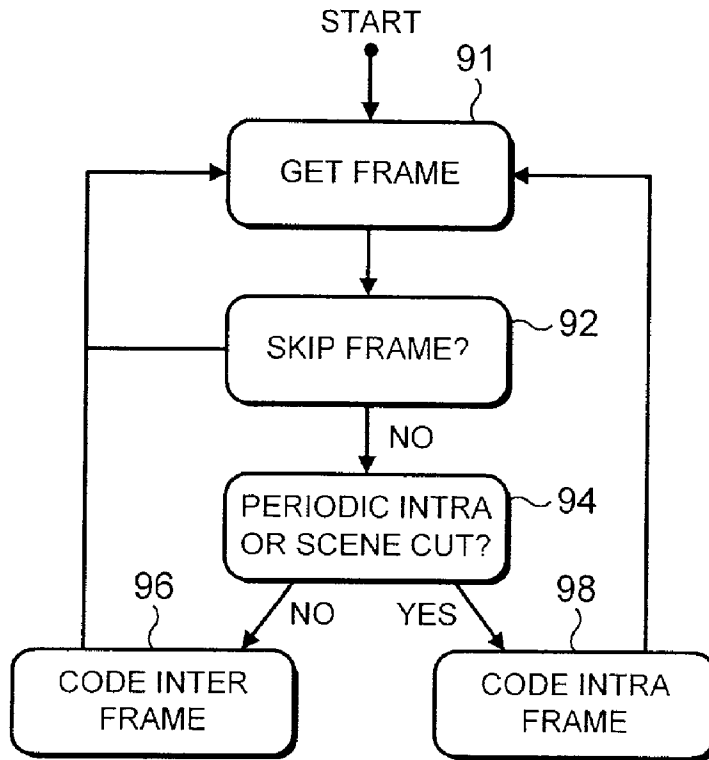 START
91
GET FRAME
92
SKIP FRAME?
NO
94
PERIODIC INTRA
OR SCENE CUT?
96
NO
YES
98
CODE INTER
FRAME
CODE INTRA
FRAME